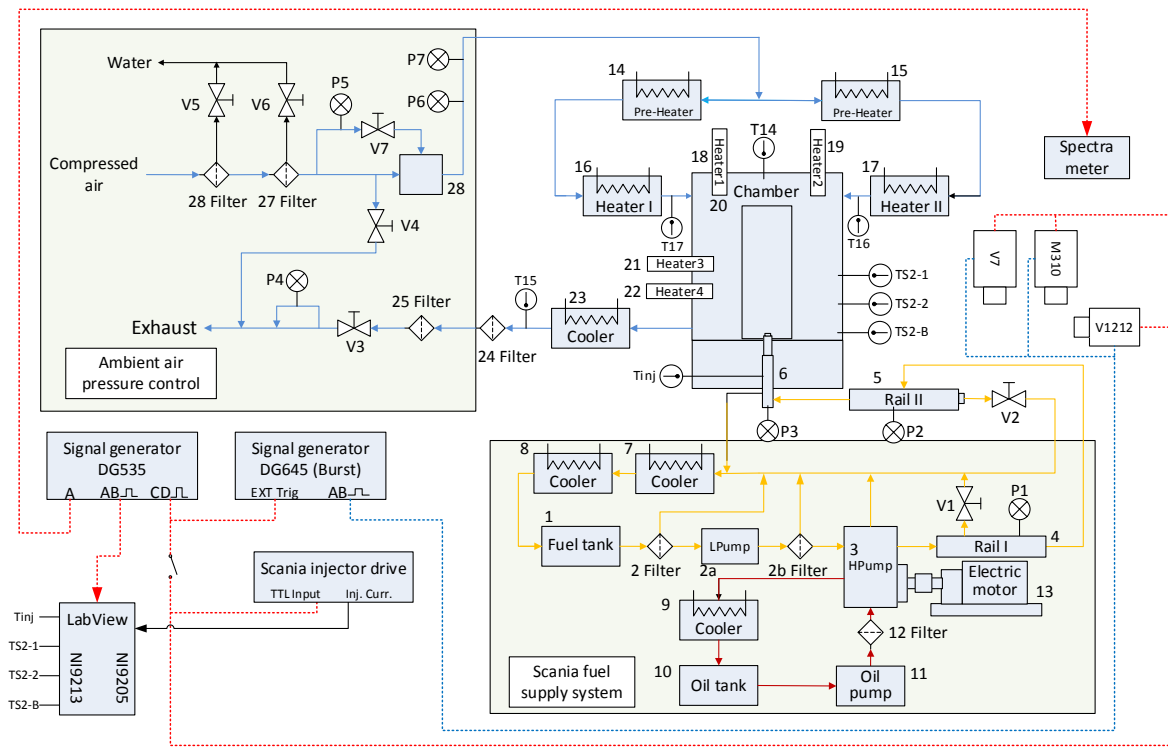 P7
14
15
Water
P5
P6
Pre-Heater
Pre-Heater
V5
V6
T14
V7
18
Heater1
Heater2
19
Spectra
meter
Compressed
air
16
Chamber
17
28
Heater I
20
Heater II
28 Filter
27 Filter
V4
T17
T16
V7
M310
21
Heater3
TS2-1
P4
T15
22
Heater4
23
25 Filter
TS2-2
V1212
Exhaust
V3
24 Filter
Cooler
TS2-B
Ambient air
pressure control
Tinj
6
5
Rail II
V2
P3
P2
Signal generator
DG535
A
AB
CD
Signal generator
DG645 (Burst)
EXT Trig
AB
8
7
Cooler
Cooler
P1
1
V1
Fuel tank
LPump
3
HPump
4
Rail I
2 Filter
2a
2b Filter
Scania injector drive
TTL Input
Inj. Curr.
Electric
motor
9
13
Cooler
12 Filter
Tinj
LabView
TS2-1
TS2-2
TS2-B
NI9213
NI9205
Scania fuel
supply system
10
Oil tank
Oil
pump
11